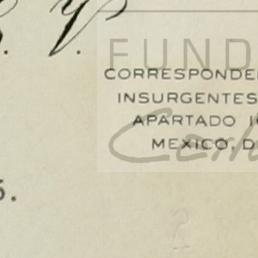 FUND
CORRESPONDE
INSURGENTES
APARTADO
MEXICO, D
5.